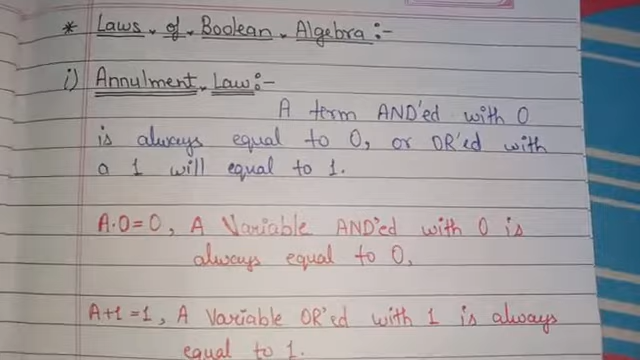 * Laws of Boolean Algebra :-
i) Annulment Law :-
A term AND'ed with 0
is always equal to 0, or OR'ed with
a 1 will equal to 1.
A·0=0, A Variable AND'ed with 0 is
always equal to 0,
A+1=1, A Variable OR'ed with 1 is always
equal to 1.